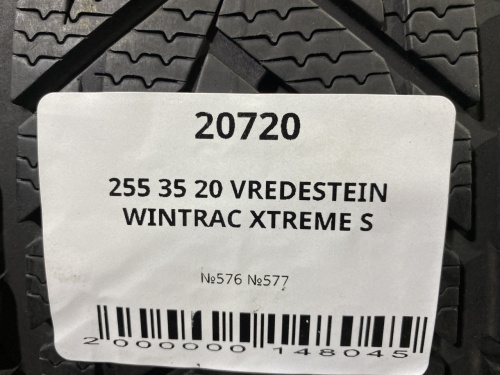 20720
255 35 20 VREDESTEIN
WINTRAC XTREME S
№576 №577
2 000000 148045